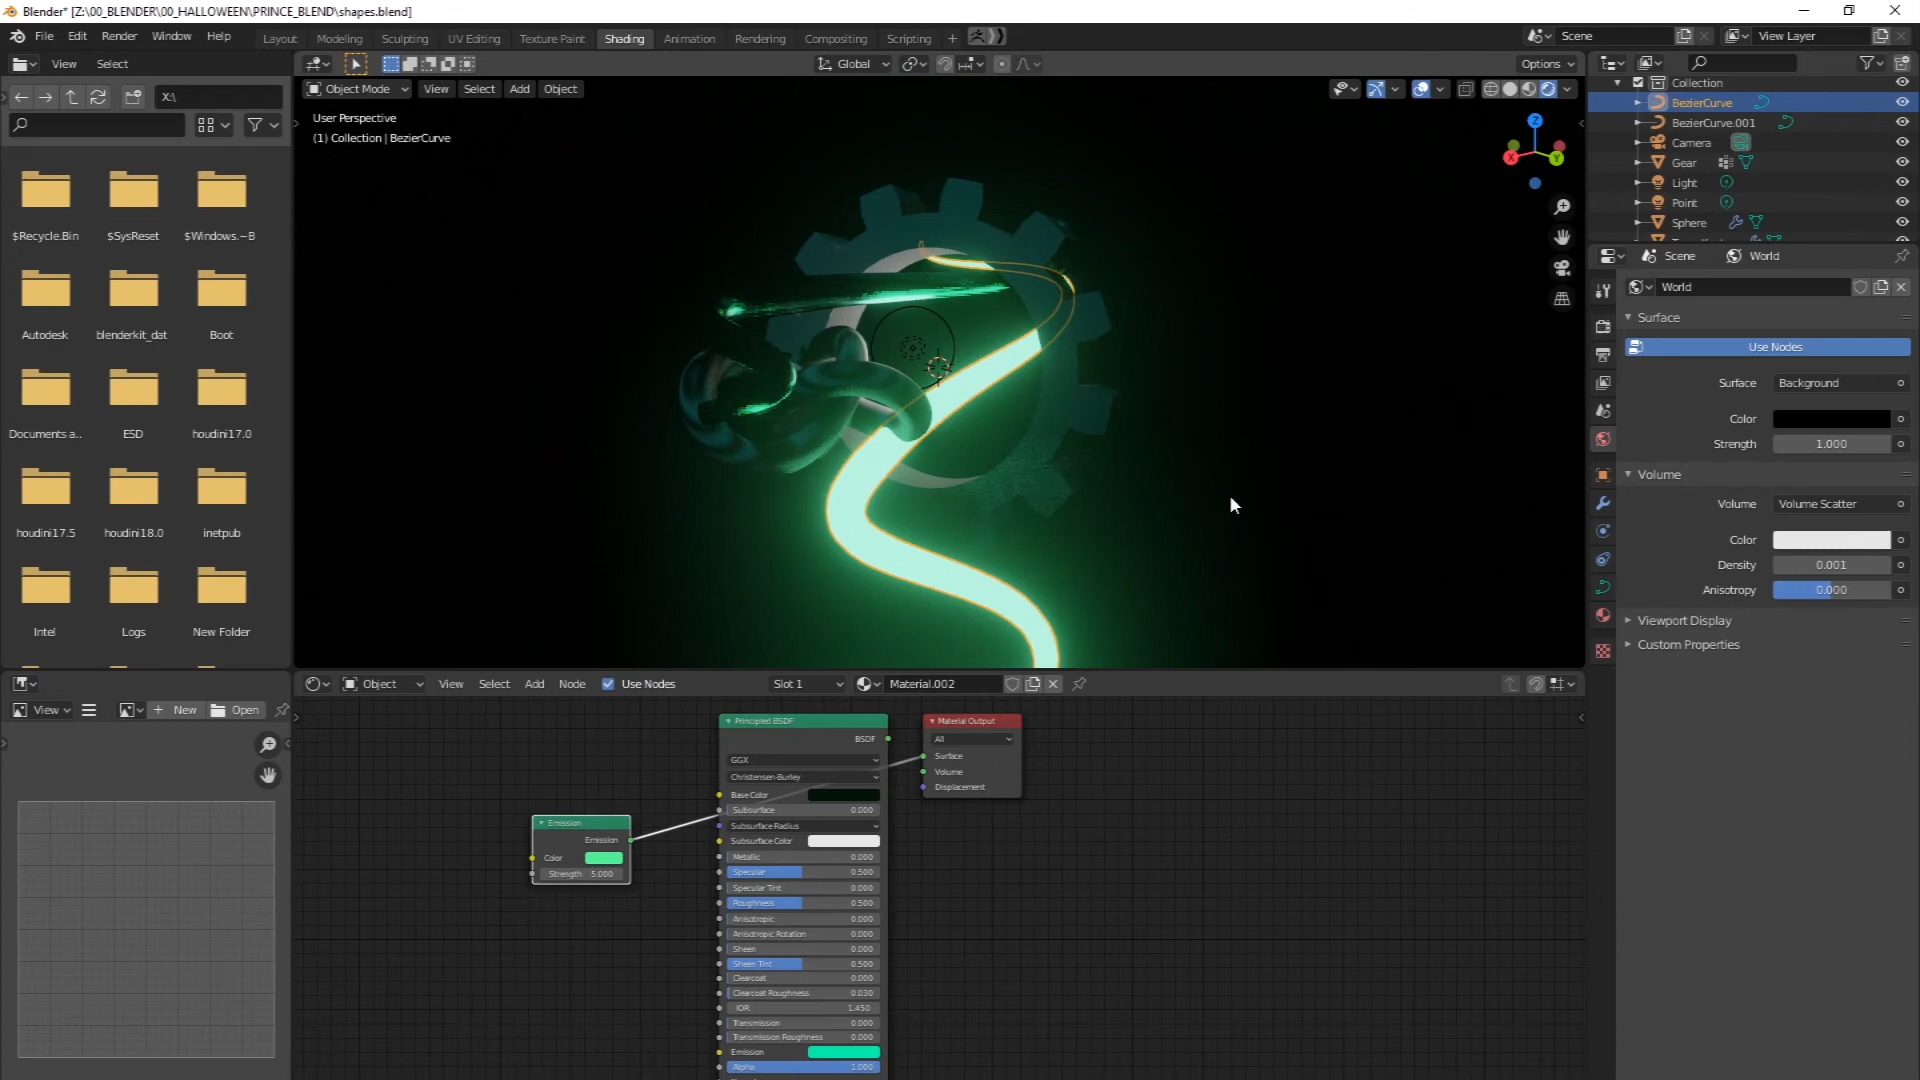 Blender* [Z:\00_BLENDER\00_HALLOWEEN\PRINCE_BLEND\shapes.blend]
File Edit Render Window Help
Layout Modeling Sculpting UV Editing Texture Paint Shading Animation Rendering Compositing Scripting +
Scene
View Layer
View Select
Global
Options
X:\
Object Mode View Select Add Object
User Perspective
(1) Collection | BezierCurve
Z
X
Y
$Recycle.Bin $SysReset $Windows.~B
Autodesk blenderkit_dat Boot
Documents a.. ESD houdini17.0
houdini17.5 houdini18.0 inetpub
Intel Logs New Folder
Collection
BezierCurve
BezierCurve.001
Camera
Gear
Light
Point
Sphere
Scene World
World
Surface
Use Nodes
Surface Background
Color
Strength 1.000
Volume
Volume Volume Scatter
Color
Density 0.001
Anisotropy 0.000
Viewport Display
Custom Properties
View + New Open
Object View Select Add Node Use Nodes Slot 1 Material.002
Emission
Emission
Color
Strength 5.000
Principled BSDF
BSDF
GGX
Christensen-Burley
Base Color
Subsurface 0.000
Subsurface Radius
Subsurface Color
Metallic 0.000
Specular 0.500
Specular Tint 0.000
Roughness 0.500
Anisotropic 0.000
Anisotropic Rotation 0.000
Sheen 0.000
Sheen Tint 0.500
Clearcoat 0.000
Clearcoat Roughness 0.030
IOR 1.450
Transmission 0.000
Transmission Roughness 0.000
Emission
Alpha 1.000
Material Output
All
Surface
Volume
Displacement